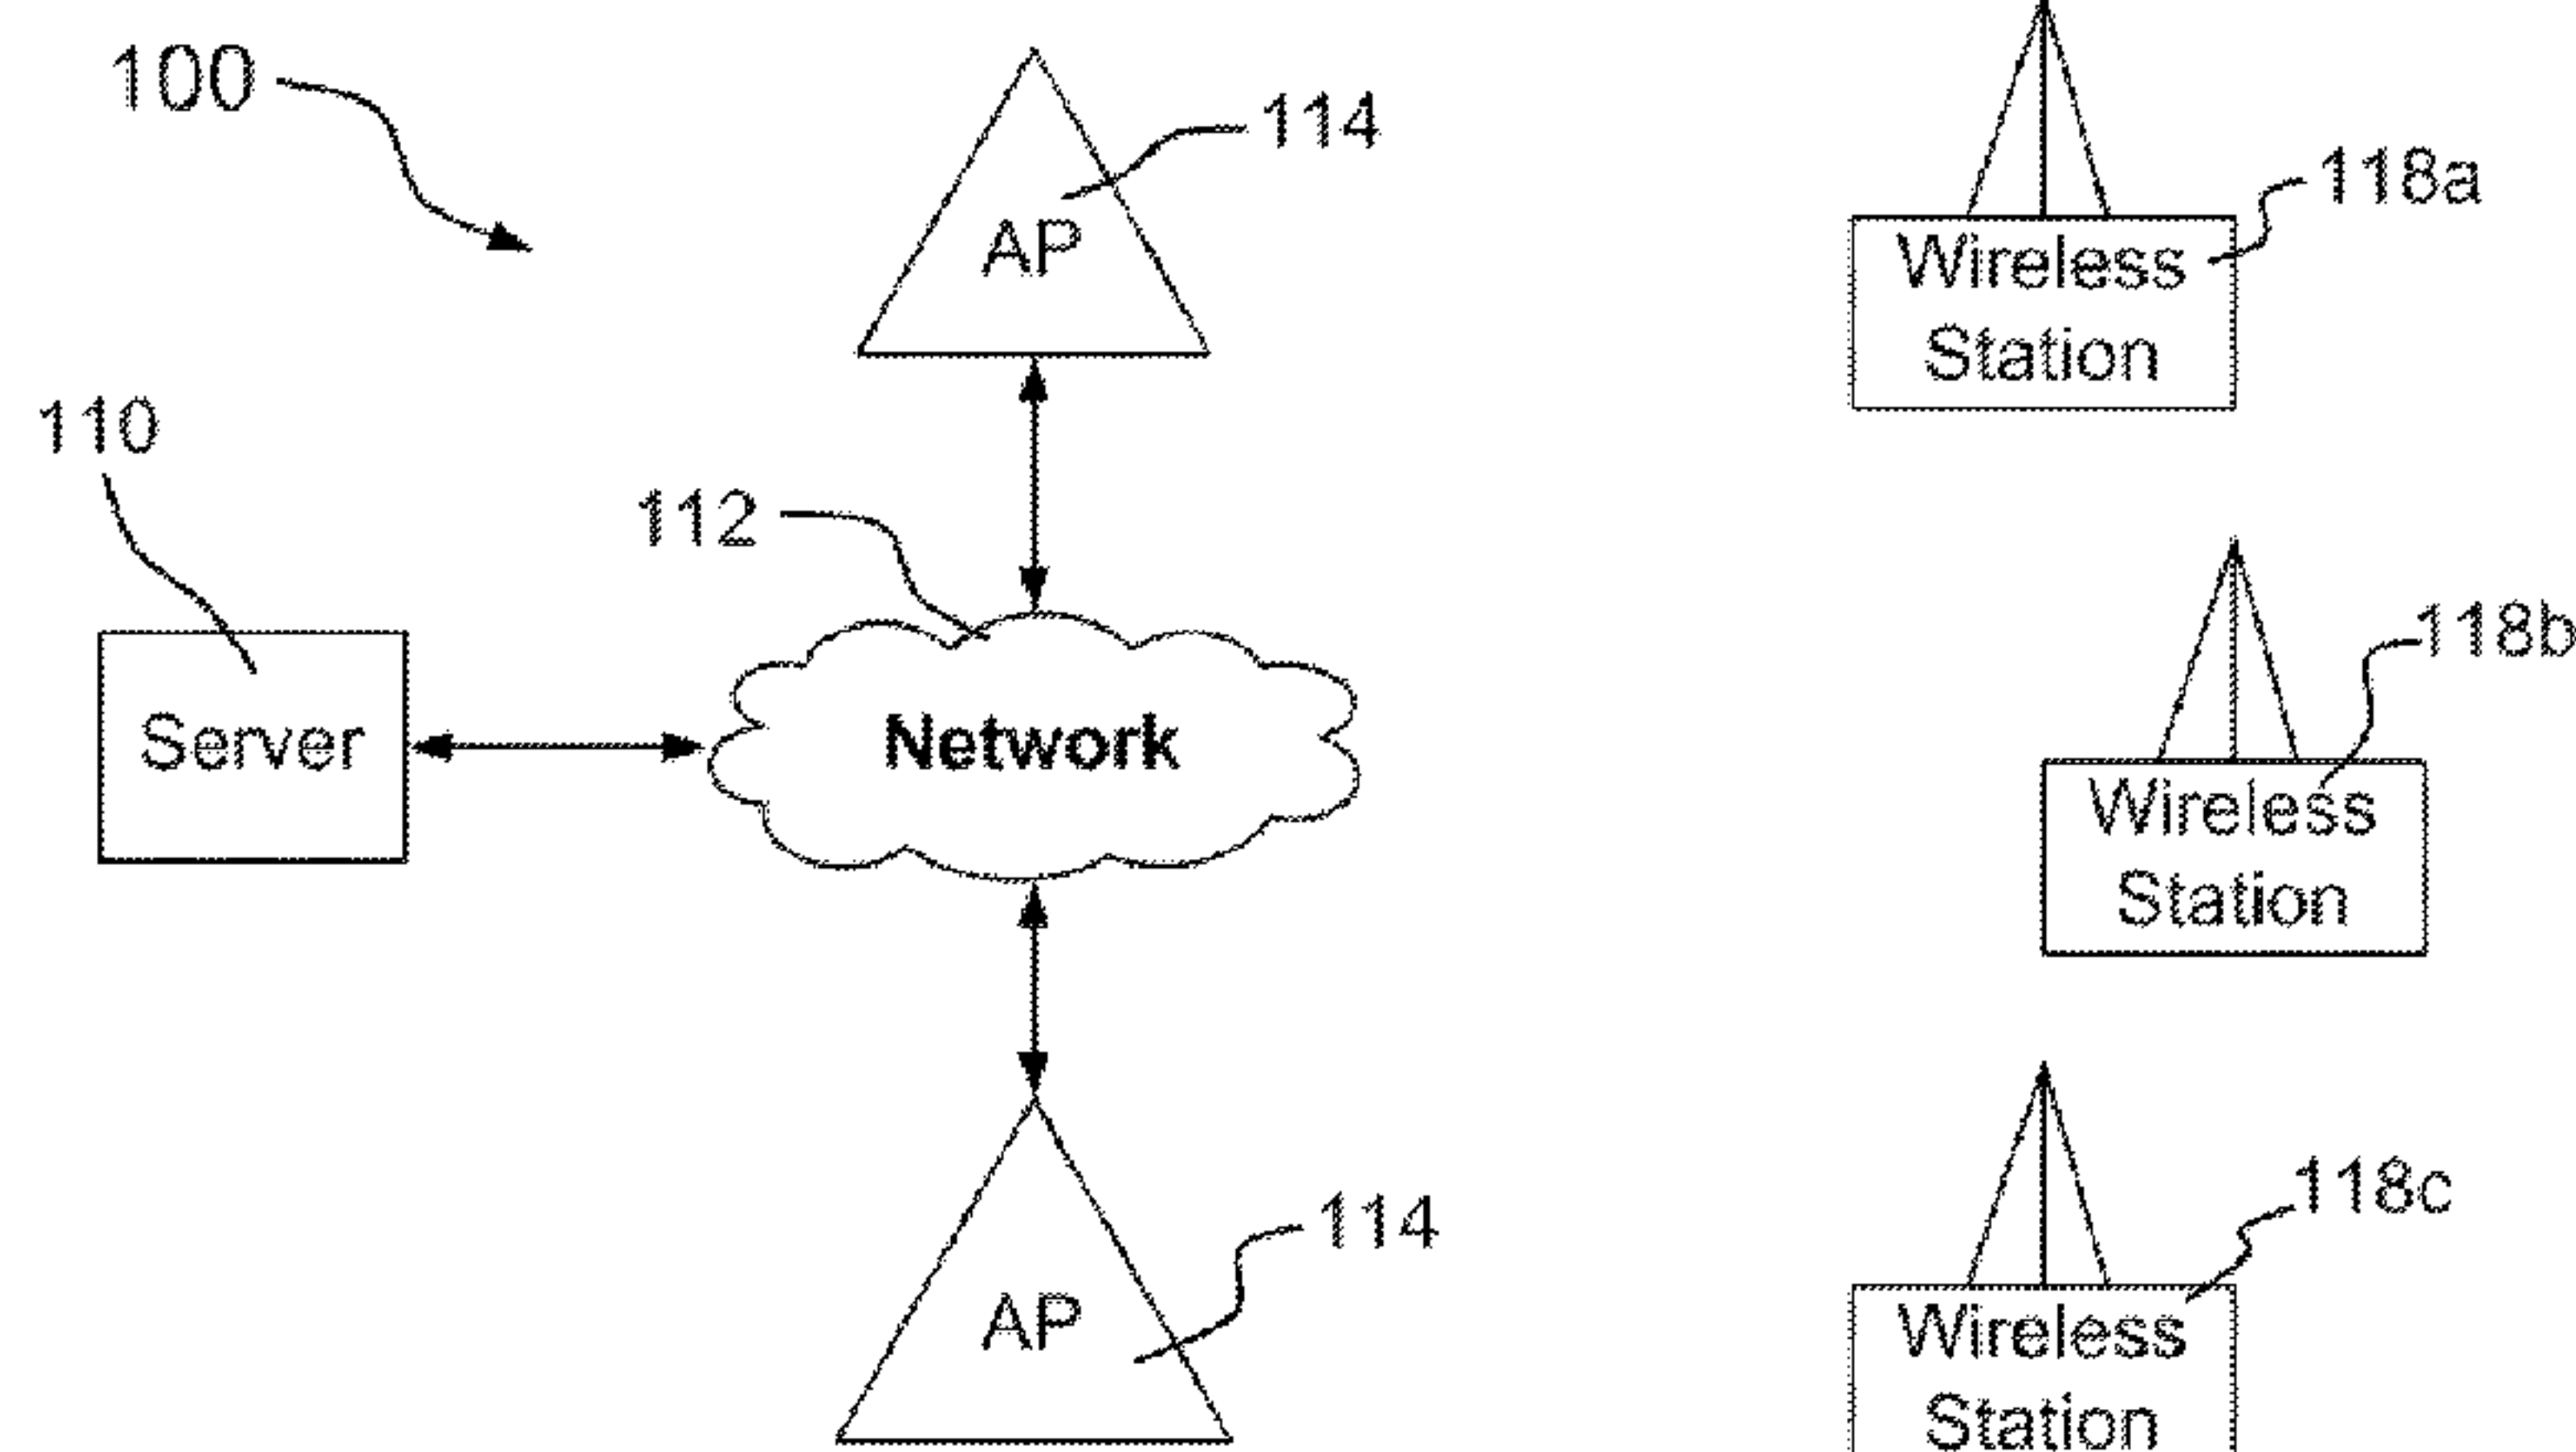 100
114
AP
118a
Wireless
Station
110
112
Server
Network
118b
Wireless
Station
114
AP
118c
Wireless
Station